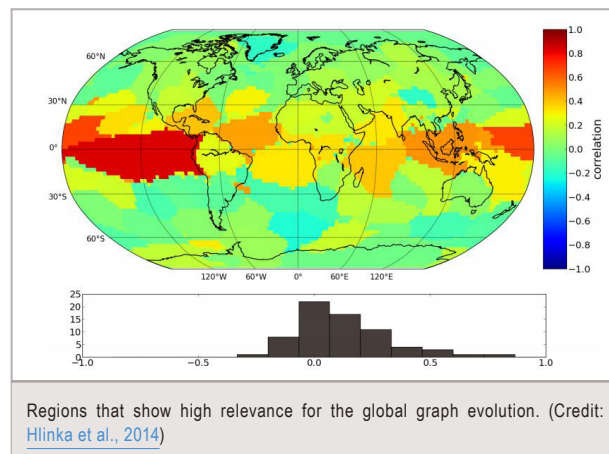 60°N
30°N
0°
30°S
60°S
120°W 60°W 0° 60°E 120°E
1.0
0.8
0.6
0.4
0.2
0.0
−0.2
−0.4
−0.6
−0.8
−1.0
correlation
25
20
15
10
5
0
−1.0 −0.5 0.0 0.5 1.0
Regions that show high relevance for the global graph evolution. (Credit:
Hlinka et al., 2014)